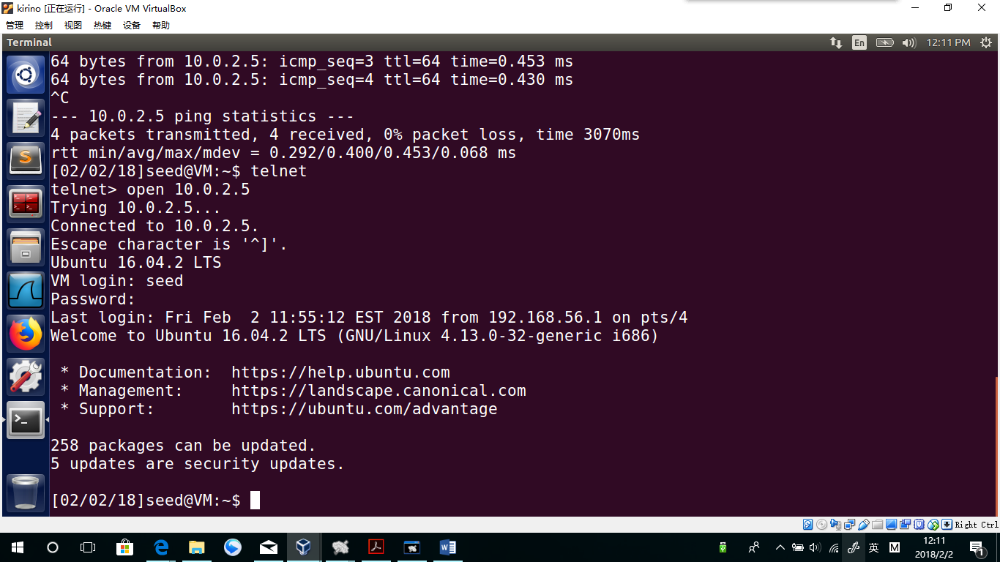 kirino [正在运行] - Oracle VM VirtualBox
管理 控制 视图 热键 设备 帮助
Terminal En 12:11 PM
64 bytes from 10.0.2.5: icmp_seq=3 ttl=64 time=0.453 ms
64 bytes from 10.0.2.5: icmp_seq=4 ttl=64 time=0.430 ms
^C
--- 10.0.2.5 ping statistics ---
4 packets transmitted, 4 received, 0% packet loss, time 3070ms
rtt min/avg/max/mdev = 0.292/0.400/0.453/0.068 ms
[02/02/18]seed@VM:~$ telnet
telnet> open 10.0.2.5
Trying 10.0.2.5...
Connected to 10.0.2.5.
Escape character is '^]'.
Ubuntu 16.04.2 LTS
VM login: seed
Password:
Last login: Fri Feb  2 11:55:12 EST 2018 from 192.168.56.1 on pts/4
Welcome to Ubuntu 16.04.2 LTS (GNU/Linux 4.13.0-32-generic i686)
 * Documentation:  https://help.ubuntu.com
 * Management:     https://landscape.canonical.com
 * Support:        https://ubuntu.com/advantage
258 packages can be updated.
5 updates are security updates.
[02/02/18]seed@VM:~$
Right Ctrl
英 M 12:11
2018/2/2
1